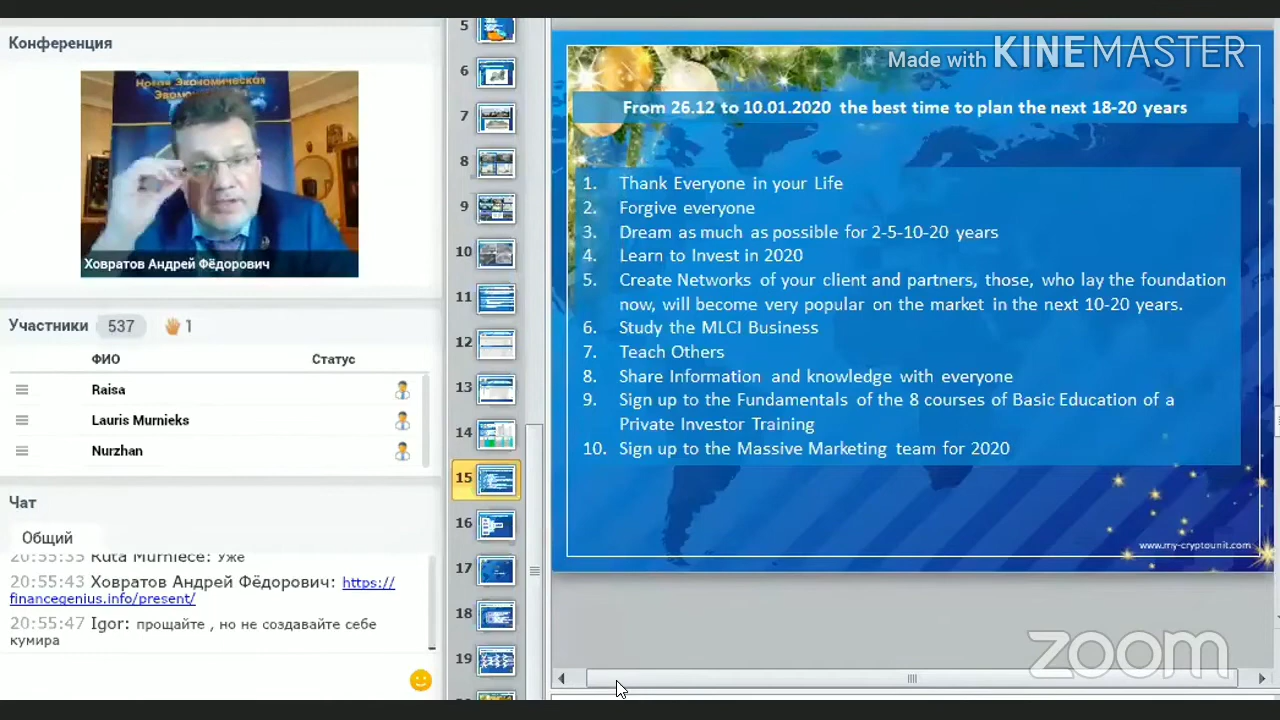 Конференция
Новая Экономическая
Ховратов Андрей Фёдорович
Участники 537 1
ФИО Статус
Raisa
Lauris Murnieks
Nurzhan
Чат
Общий
20:55:35 Ruta Murniece: Уже
20:55:43 Ховратов Андрей Фёдорович: https://
financegenius.info/present/
20:55:47 Igor: прощайте , но не создавайте себе
кумира
5
6
7
8
9
10
11
12
13
14
15
16
17
18
19
Made with KINEMASTER
From 26.12 to 10.01.2020 the best time to plan the next 18-20 years
1. Thank Everyone in your Life
2. Forgive everyone
3. Dream as much as possible for 2-5-10-20 years
4. Learn to Invest in 2020
5. Create Networks of your client and partners, those, who lay the foundation
now, will become very popular on the market in the next 10-20 years.
6. Study the MLCI Business
7. Teach Others
8. Share Information and knowledge with everyone
9. Sign up to the Fundamentals of the 8 courses of Basic Education of a
Private Investor Training
10. Sign up to the Massive Marketing team for 2020
www.my-cryptounit.com
zoom